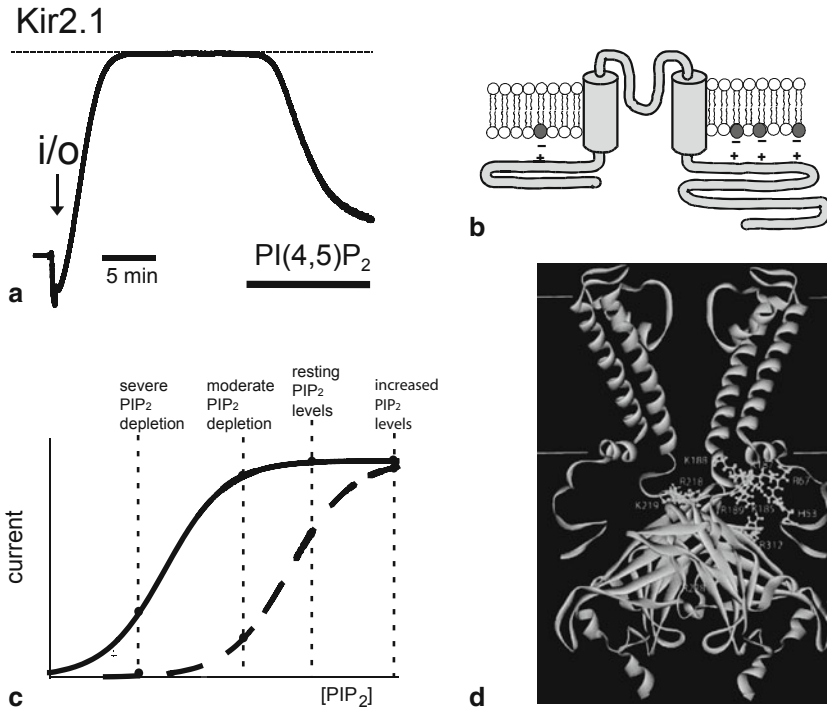 Kir2.1
i/o
5 min
PI(4,5)P2
a
− − − −
+ + + +
b
severe
PIP2
depletion
moderate
PIP2
depletion
resting
PIP2
levels
increased
PIP2
levels
current
[PIP2]
c
K188
R218
K219
R67
R189
K185
H53
R312
d